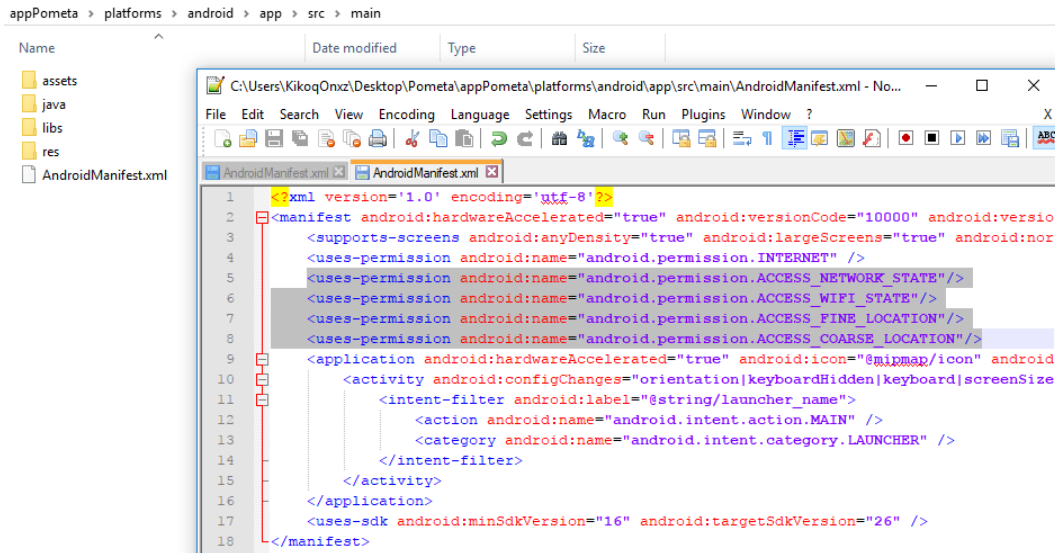 appPometa > platforms > android > app > src > main
Name Date modified Type Size
assets
java
libs
res
AndroidManifest.xml
C:\Users\KikoqOnxz\Desktop\Pometa\appPometa\platforms\android\app\src\main\AndroidManifest.xml - No...
File Edit Search View Encoding Language Settings Macro Run Plugins Window ? X
ABC
AndroidManifest.xml AndroidManifest.xml
1 <?xml version='1.0' encoding='utf-8'?>
2 <manifest android:hardwareAccelerated="true" android:versionCode="10000" android:versio
3 <supports-screens android:anyDensity="true" android:largeScreens="true" android:nor
4 <uses-permission android:name="android.permission.INTERNET" />
5 <uses-permission android:name="android.permission.ACCESS_NETWORK_STATE"/>
6 <uses-permission android:name="android.permission.ACCESS_WIFI_STATE"/>
7 <uses-permission android:name="android.permission.ACCESS_FINE_LOCATION"/>
8 <uses-permission android:name="android.permission.ACCESS_COARSE_LOCATION"/>
9 <application android:hardwareAccelerated="true" android:icon="@mipmap/icon" android
10 <activity android:configChanges="orientation|keyboardHidden|keyboard|screenSize
11 <intent-filter android:label="@string/launcher_name">
12 <action android:name="android.intent.action.MAIN" />
13 <category android:name="android.intent.category.LAUNCHER" />
14 </intent-filter>
15 </activity>
16 </application>
17 <uses-sdk android:minSdkVersion="16" android:targetSdkVersion="26" />
18 </manifest>